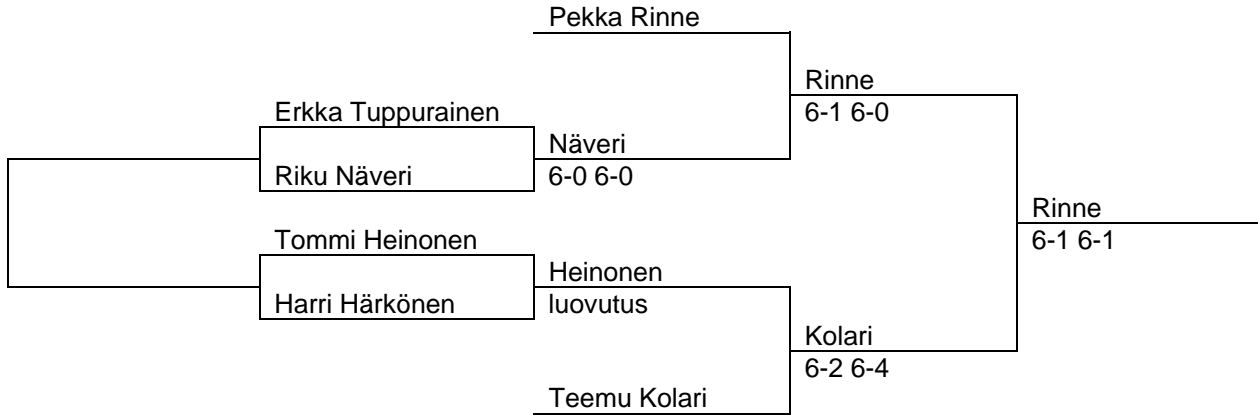 Pekka Rinne
Rinne
6-1 6-0
Erkka Tuppurainen
Näveri
Riku Näveri
6-0 6-0
Rinne
6-1 6-1
Tommi Heinonen
Heinonen
Harri Härkönen
luovutus
Kolari
6-2 6-4
Teemu Kolari